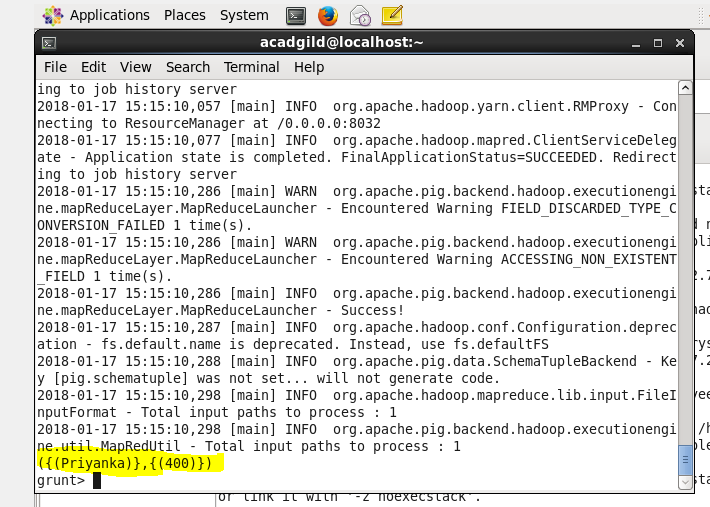 Applications Places System
acadgild@localhost:~
File Edit View Search Terminal Help
ing to job history server
2018-01-17 15:15:10,057 [main] INFO  org.apache.hadoop.yarn.client.RMProxy - Con
necting to ResourceManager at /0.0.0.0:8032
2018-01-17 15:15:10,077 [main] INFO  org.apache.hadoop.mapred.ClientServiceDeleg
ate - Application state is completed. FinalApplicationStatus=SUCCEEDED. Redirect
ing to job history server
2018-01-17 15:15:10,286 [main] WARN  org.apache.pig.backend.hadoop.executionengi
ne.mapReduceLayer.MapReduceLauncher - Encountered Warning FIELD_DISCARDED_TYPE_C
ONVERSION_FAILED 1 time(s).
2018-01-17 15:15:10,286 [main] WARN  org.apache.pig.backend.hadoop.executionengi
ne.mapReduceLayer.MapReduceLauncher - Encountered Warning ACCESSING_NON_EXISTENT
_FIELD 1 time(s).
2018-01-17 15:15:10,286 [main] INFO  org.apache.pig.backend.hadoop.executionengi
ne.mapReduceLayer.MapReduceLauncher - Success!
2018-01-17 15:15:10,287 [main] INFO  org.apache.hadoop.conf.Configuration.deprec
ation - fs.default.name is deprecated. Instead, use fs.defaultFS
2018-01-17 15:15:10,288 [main] INFO  org.apache.pig.data.SchemaTupleBackend - Ke
y [pig.schematuple] was not set... will not generate code.
2018-01-17 15:15:10,298 [main] INFO  org.apache.hadoop.mapreduce.lib.input.FileI
nputFormat - Total input paths to process : 1
2018-01-17 15:15:10,298 [main] INFO  org.apache.pig.backend.hadoop.executionengi
ne.util.MapRedUtil - Total input paths to process : 1
({(Priyanka)},{(400)})
grunt>
or link it with '-z noexecstack'.